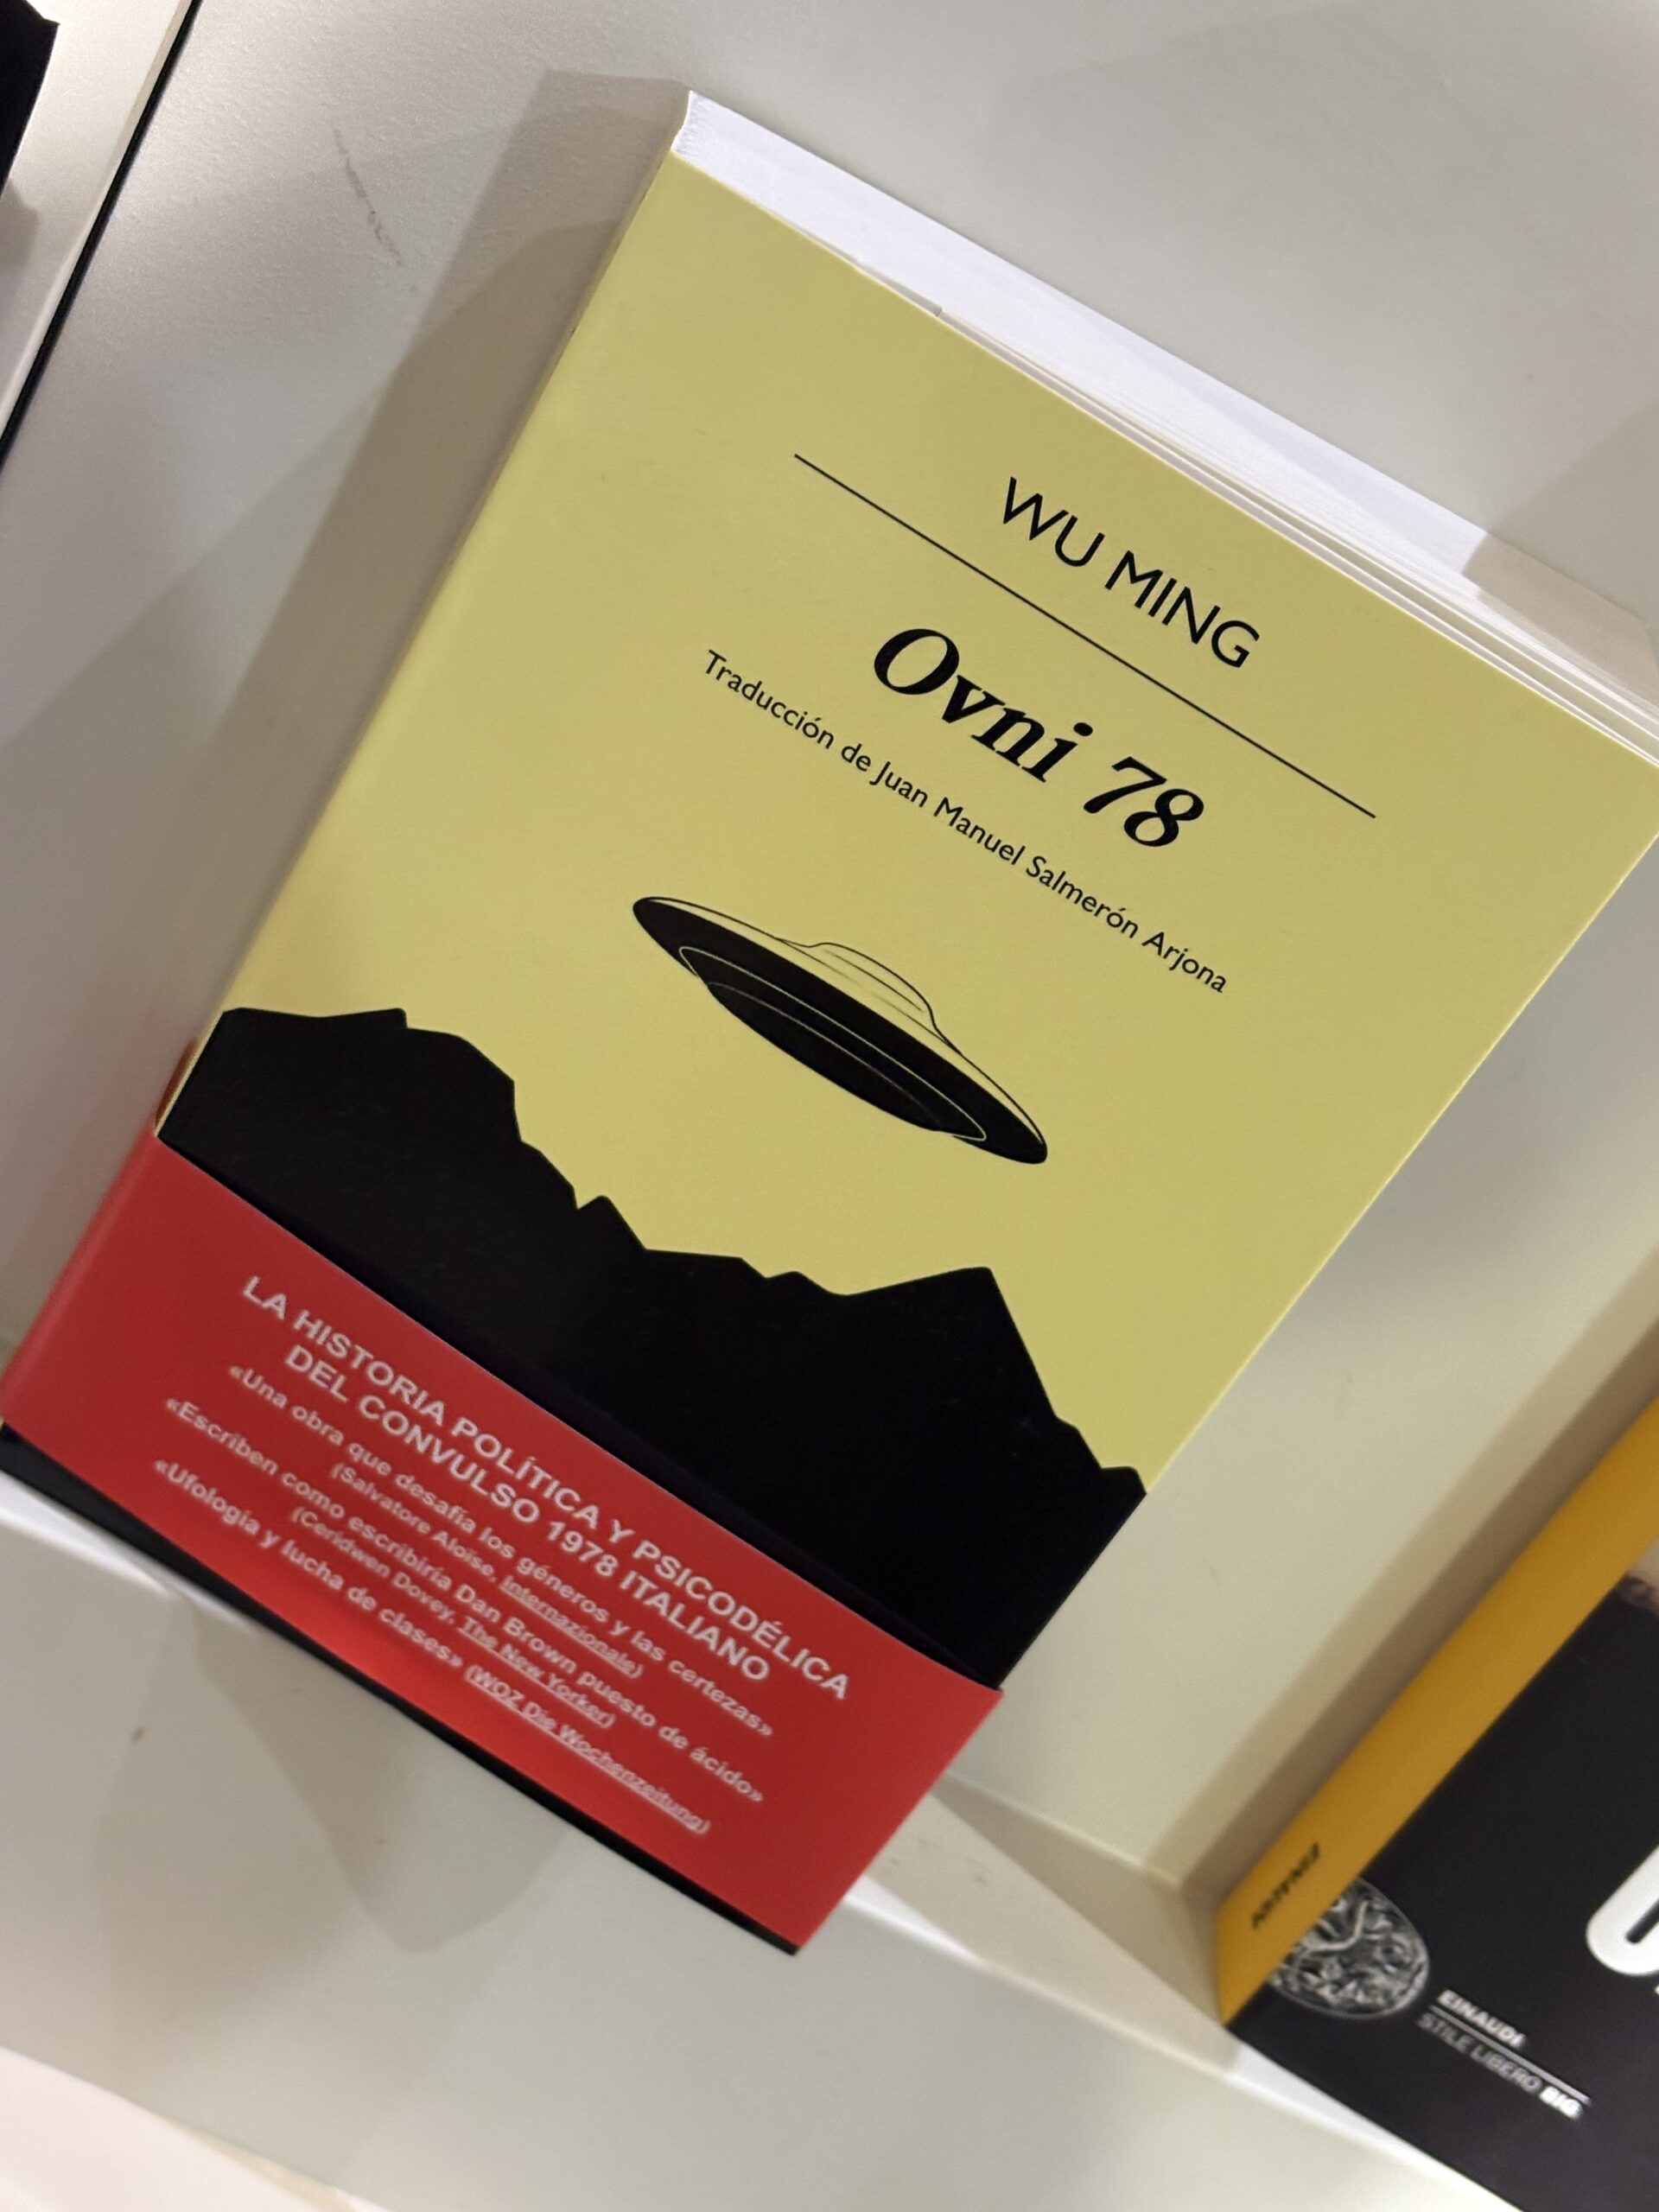 WU MING
Ovni 78
Traducción de Juan Manuel Salmerón Arjona
LA HISTORIA POLÍTICA Y PSICODÉLICA
DEL CONVULSO 1978 ITALIANO
«Una obra que desafía los géneros y las certezas»
(Salvatore Aloïse, Internazionale)
«Escriben como escribiría Dan Brown puesto de ácido»
(Ceridwen Dovey, The New Yorker)
«Ufología y lucha de clases» (WOZ Die Wochenzeitung)
EINAUDI
EINAUDI
STILE LIBERO BIG